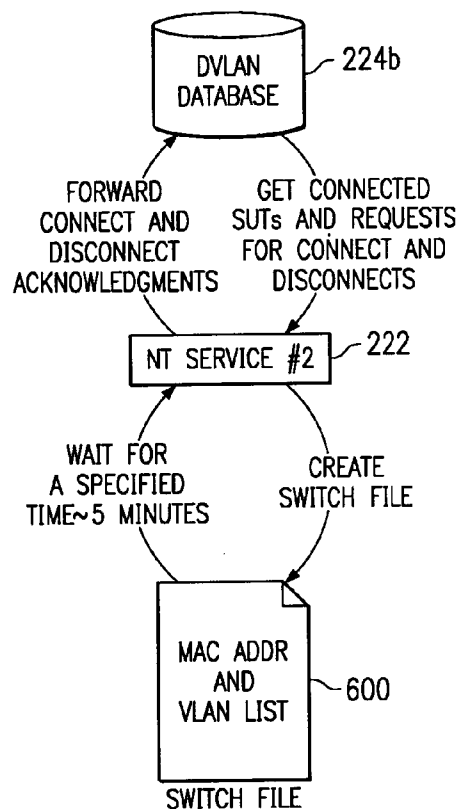 DVLAN
DATABASE
224b
FORWARD
CONNECT AND
DISCONNECT
ACKNOWLEDGMENTS
GET CONNECTED
SUTs AND REQUESTS
FOR CONNECT AND
DISCONNECTS
NT SERVICE #2
222
WAIT FOR
A SPECIFIED
TIME~5 MINUTES
CREATE
SWITCH FILE
MAC ADDR
AND
VLAN LIST
600
SWITCH FILE